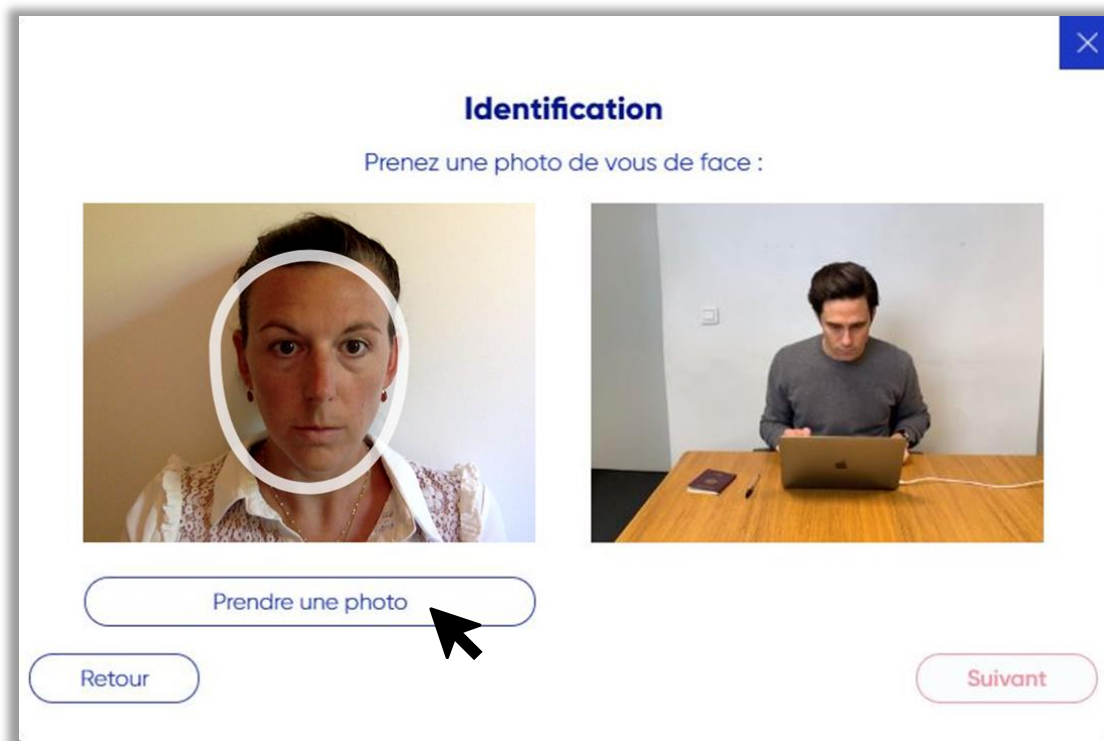 Identification
Prenez une photo de vous de face :
Prendre une photo
Retour
Suivant